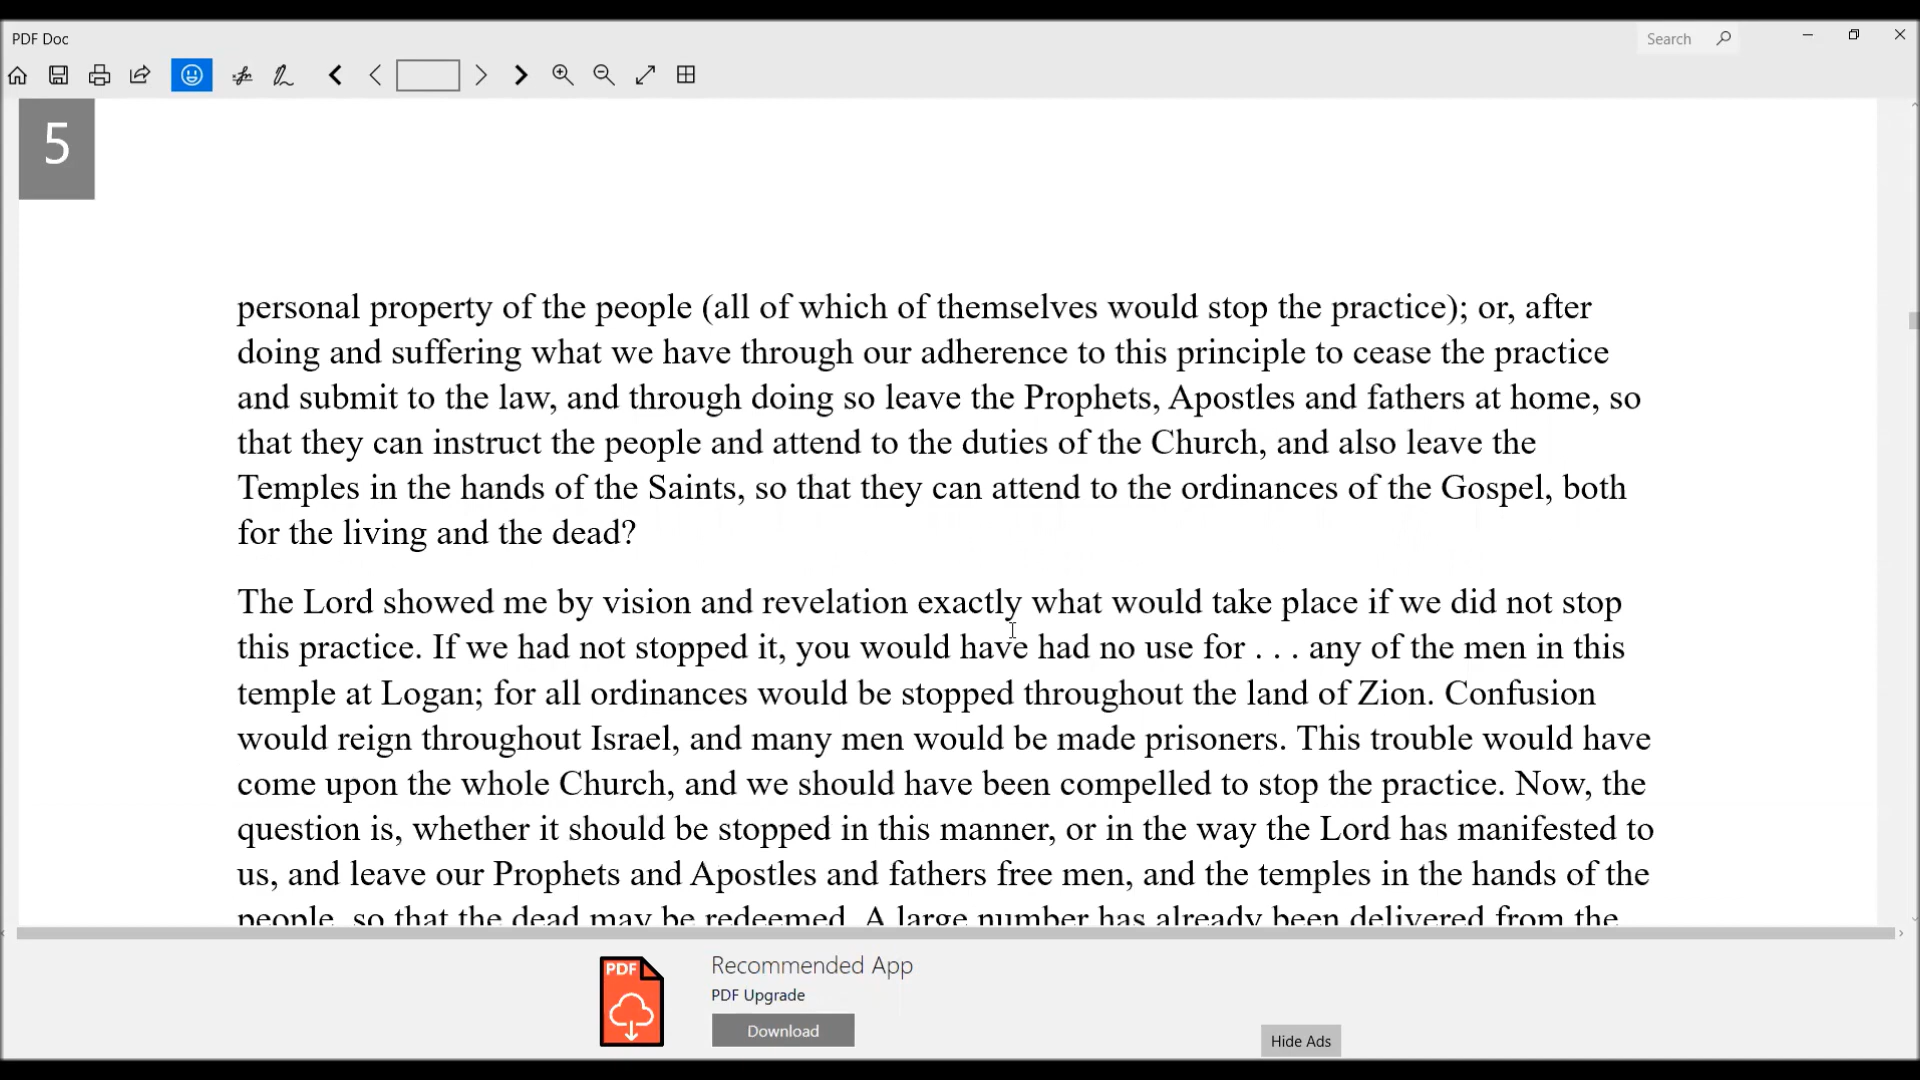 PDF Doc
Search
5
personal property of the people (all of which of themselves would stop the practice); or, after
doing and suffering what we have through our adherence to this principle to cease the practice
and submit to the law, and through doing so leave the Prophets, Apostles and fathers at home, so
that they can instruct the people and attend to the duties of the Church, and also leave the
Temples in the hands of the Saints, so that they can attend to the ordinances of the Gospel, both
for the living and the dead?
The Lord showed me by vision and revelation exactly what would take place if we did not stop
this practice. If we had not stopped it, you would have had no use for . . . any of the men in this
temple at Logan; for all ordinances would be stopped throughout the land of Zion. Confusion
would reign throughout Israel, and many men would be made prisoners. This trouble would have
come upon the whole Church, and we should have been compelled to stop the practice. Now, the
question is, whether it should be stopped in this manner, or in the way the Lord has manifested to
us, and leave our Prophets and Apostles and fathers free men, and the temples in the hands of the
people, so that the dead may be redeemed. A large number has already been delivered from the
PDF
Recommended App
PDF Upgrade
Download
Hide Ads